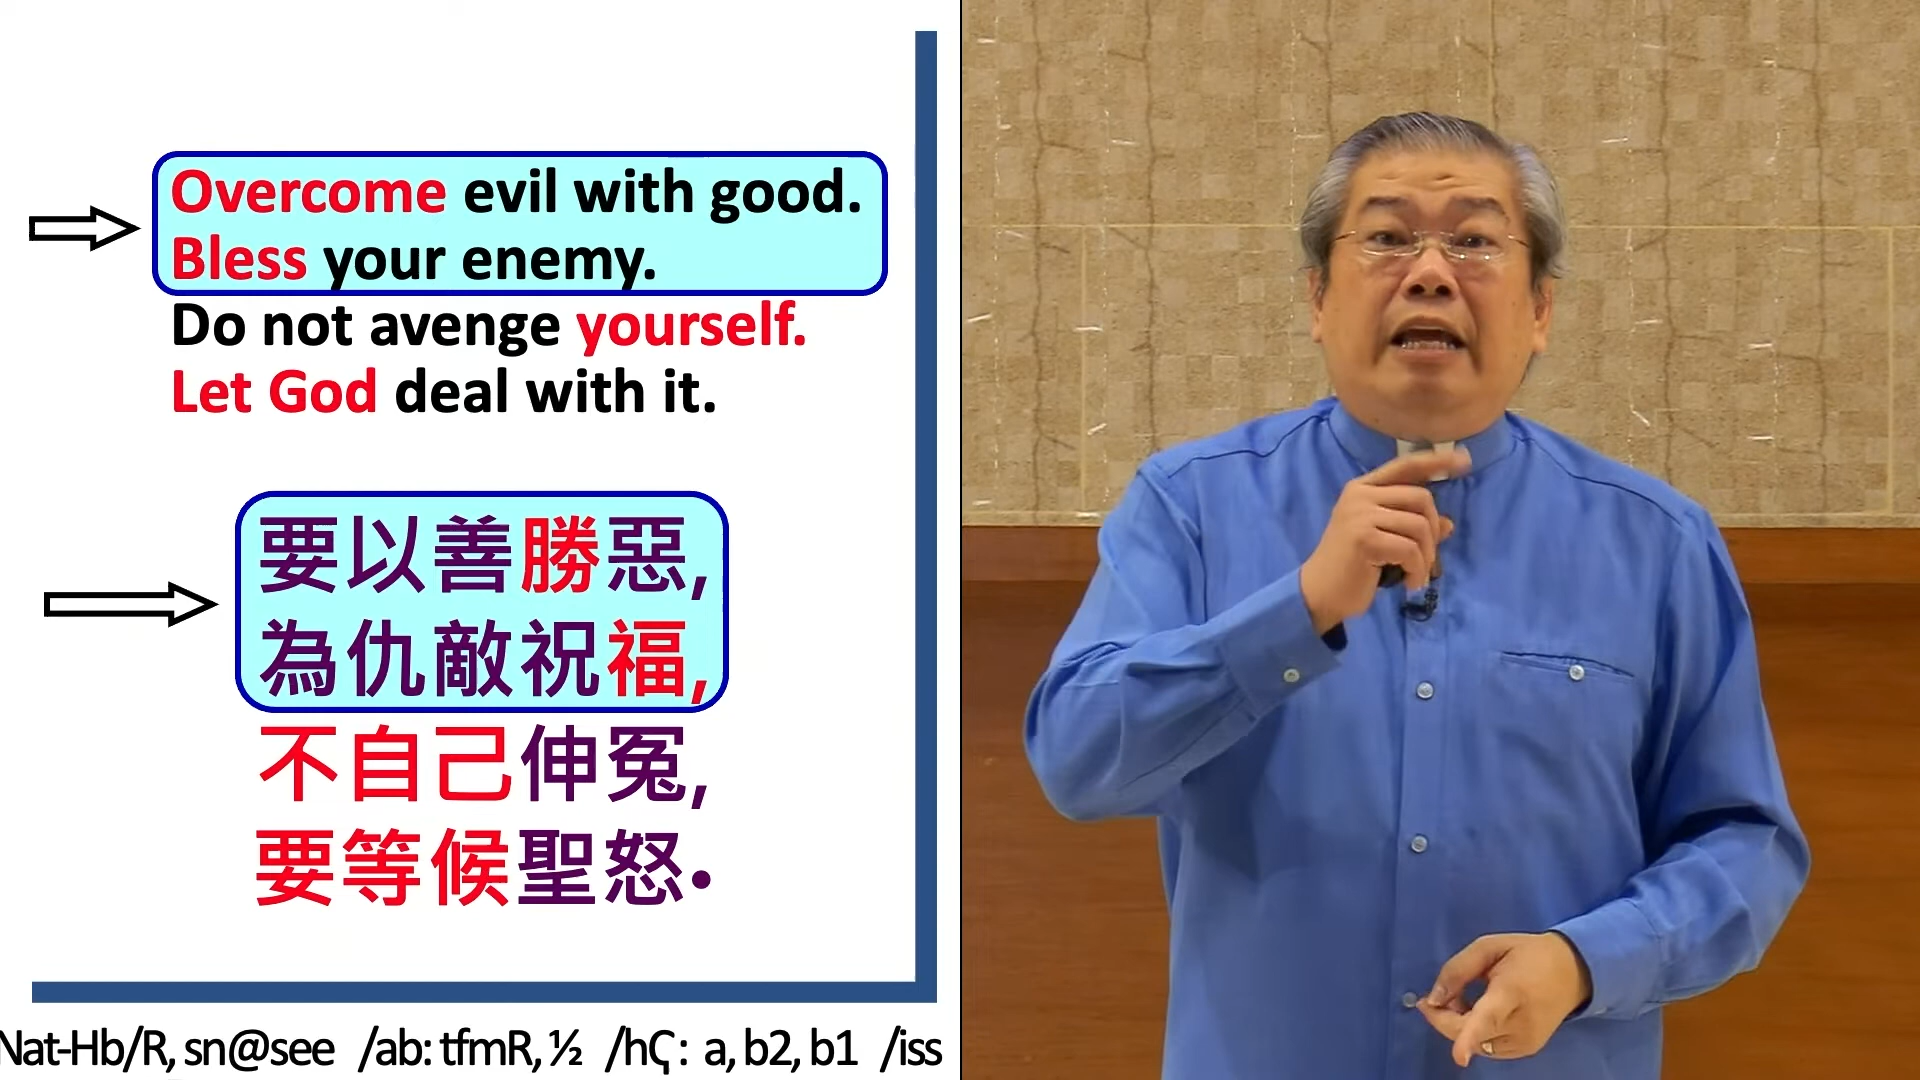 Overcome evil with good.
Bless your enemy.
Do not avenge yourself.
Let God deal with it.
要以善勝惡,
為仇敵祝福,
不自己伸冤,
要等候聖怒•
Nat-Hb/R, sn@see /ab: tfmR, ½ /hÇ : a, b2, b1 /iss